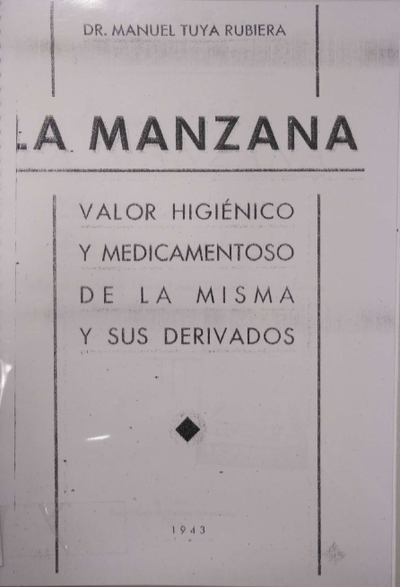 DR. MANUEL TUYA RUBIERA
LA MANZANA
VALOR HIGIÉNICO
Y MEDICAMENTOSO
DE LA MISMA
Y SUS DERIVADOS
1943